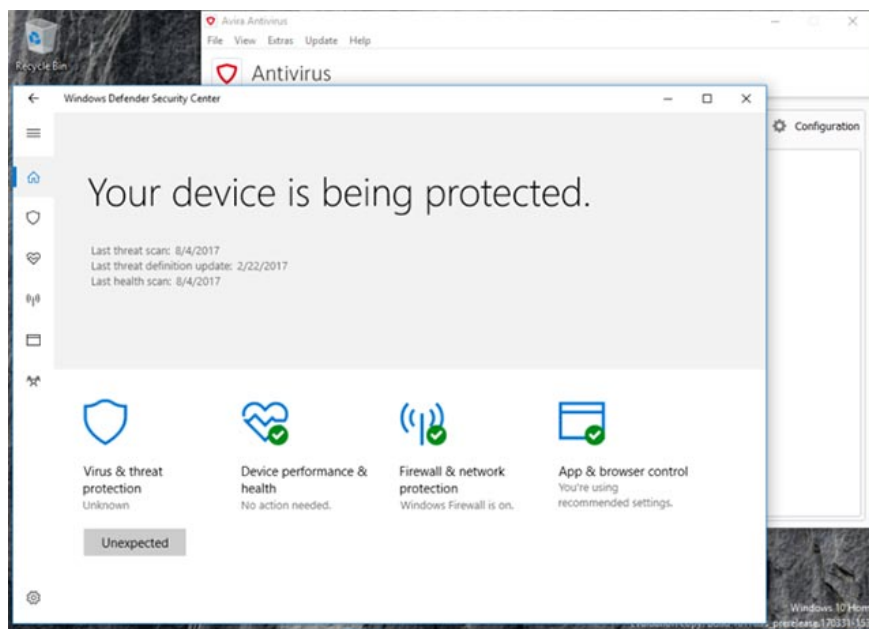 Avira Antivirus
File View Extras Update Help
Recycle Bin
Antivirus
Windows Defender Security Center
Configuration
Your device is being protected.
Last threat scan: 8/4/2017
Last threat definition update: 2/22/2017
Last health scan: 8/4/2017
Virus & threat
protection
Unknown
Unexpected
Device performance &
health
No action needed.
Firewall & network
protection
Windows Firewall is on.
App & browser control
You're using
recommended settings.
Windows 10 Hom